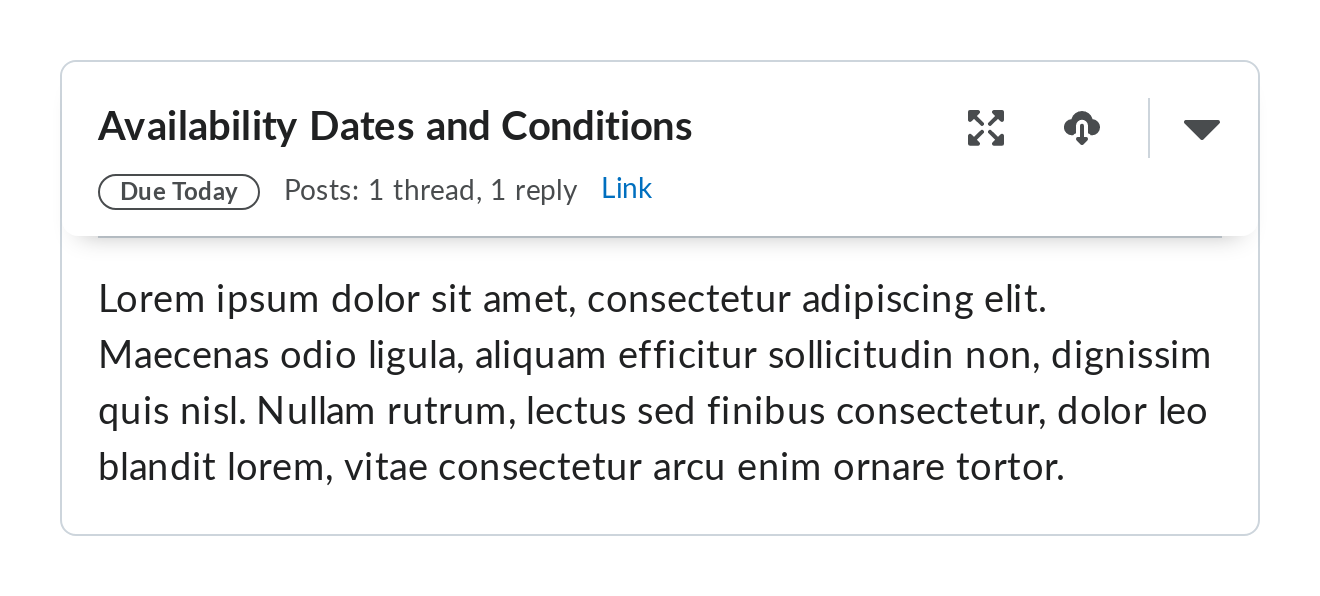 Availability Dates and Conditions
Due Today Posts: 1 thread, 1 reply Link
Lorem ipsum dolor sit amet, consectetur adipiscing elit.
Maecenas odio ligula, aliquam efficitur sollicitudin non, dignissim
quis nisl. Nullam rutrum, lectus sed finibus consectetur, dolor leo
blandit lorem, vitae consectetur arcu enim ornare tortor.